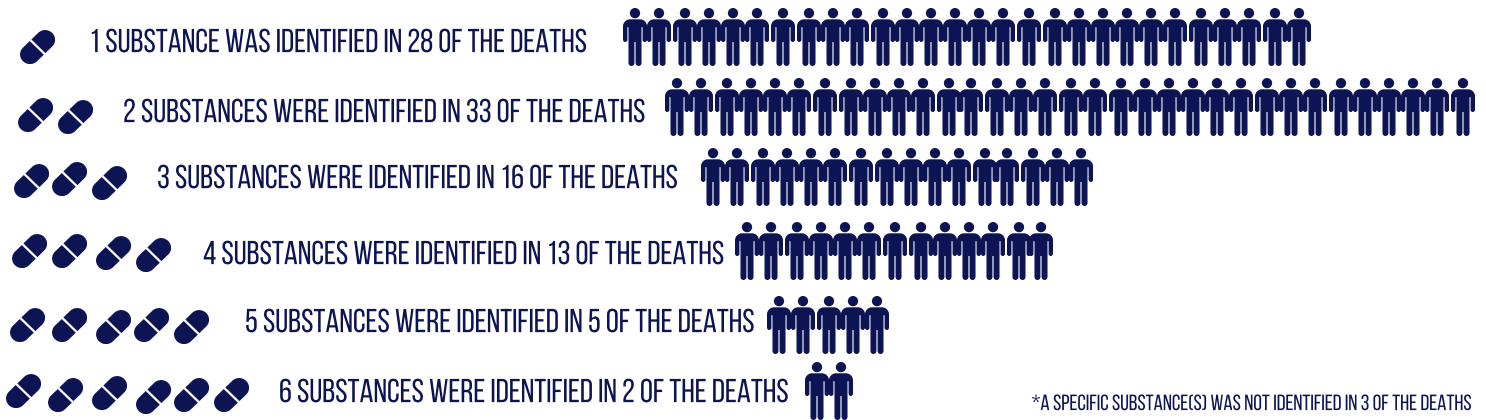 1 SUBSTANCE WAS IDENTIFIED IN 28 OF THE DEATHS
2 SUBSTANCES WERE IDENTIFIED IN 33 OF THE DEATHS
3 SUBSTANCES WERE IDENTIFIED IN 16 OF THE DEATHS
4 SUBSTANCES WERE IDENTIFIED IN 13 OF THE DEATHS
5 SUBSTANCES WERE IDENTIFIED IN 5 OF THE DEATHS
6 SUBSTANCES WERE IDENTIFIED IN 2 OF THE DEATHS
*A SPECIFIC SUBSTANCE(S) WAS NOT IDENTIFIED IN 3 OF THE DEATHS